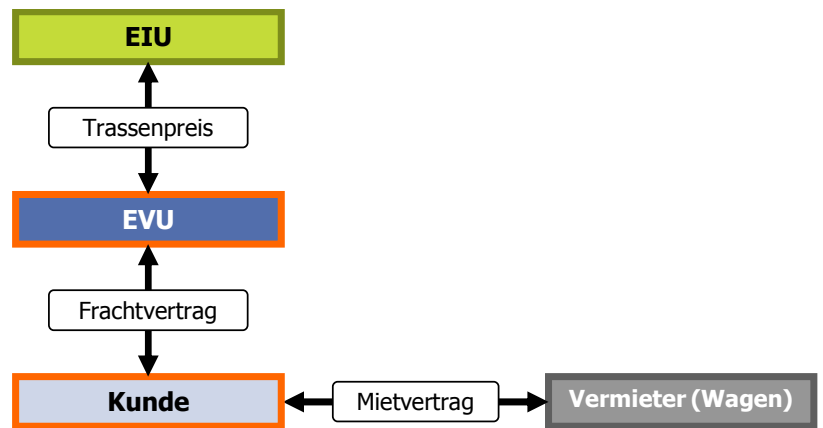 EIU
Trassenpreis
EVU
Frachtvertrag
Kunde
Mietvertrag
Vermieter (Wagen)